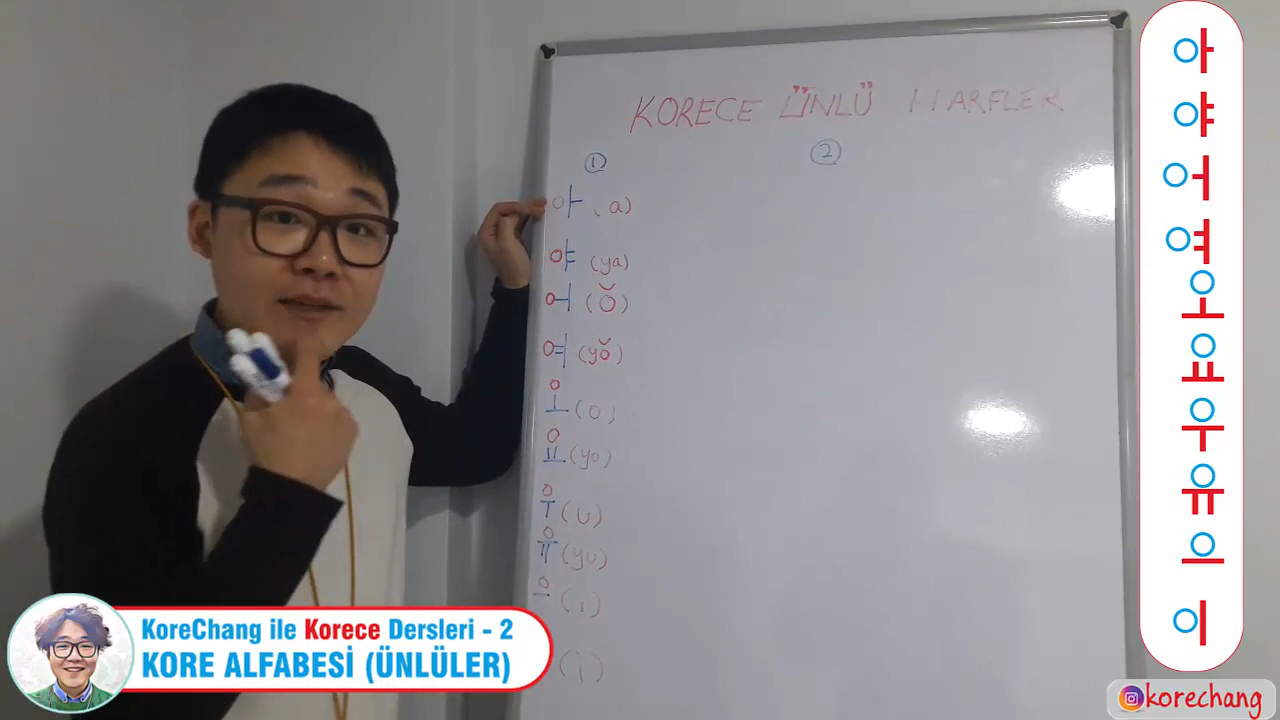 KORECE ÜNLÜ HARFLER
① ②
아 (a)
야 (ya)
어 (ŏ)
여 (yŏ)
오 (o)
요 (yo)
우 (u)
유 (yu)
으 (ı)
(i)
아
야
어
여
오
요
우
유
으
이
KoreChang ile Korece Dersleri - 2
KORE ALFABESİ (ÜNLÜLER)
@korechang